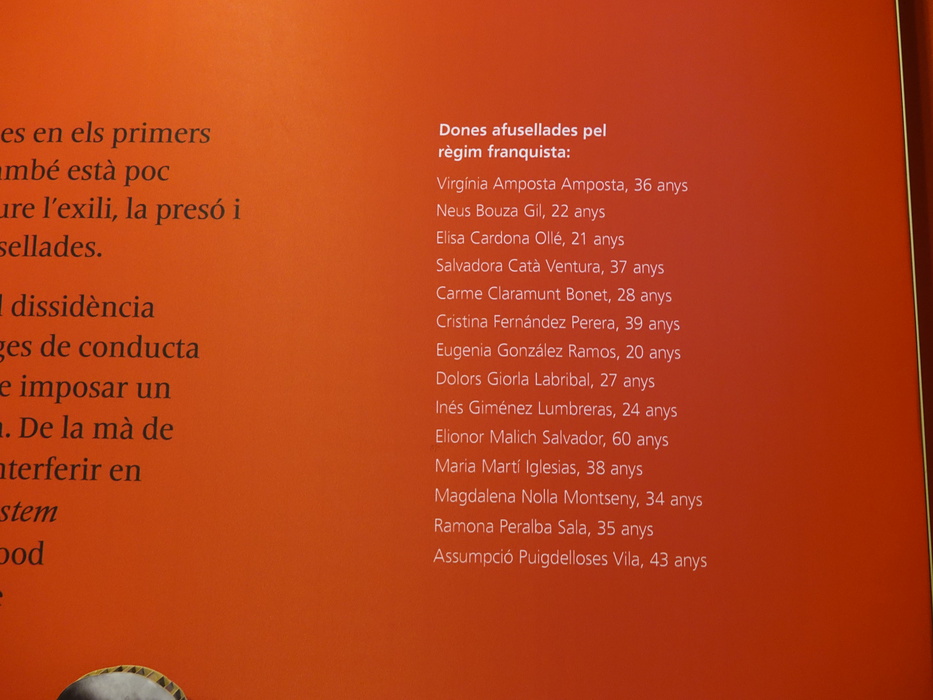 es en els primers
també està poc
ure l'exili, la presó i
sellades.
dissidència
ges de conducta
e imposar un
. De la mà de
nterferir en
stem
ood
e
Dones afusellades pel
règim franquista:
Virgínia Amposta Amposta, 36 anys
Neus Bouza Gil, 22 anys
Elisa Cardona Ollé, 21 anys
Salvadora Catà Ventura, 37 anys
Carme Claramunt Bonet, 28 anys
Cristina Fernández Perera, 39 anys
Eugenia González Ramos, 20 anys
Dolors Giorla Labribal, 27 anys
Inés Giménez Lumbreras, 24 anys
Elionor Malich Salvador, 60 anys
Maria Martí Iglesias, 38 anys
Magdalena Nolla Montseny, 34 anys
Ramona Peralba Sala, 35 anys
Assumpció Puigdelloses Vila, 43 anys